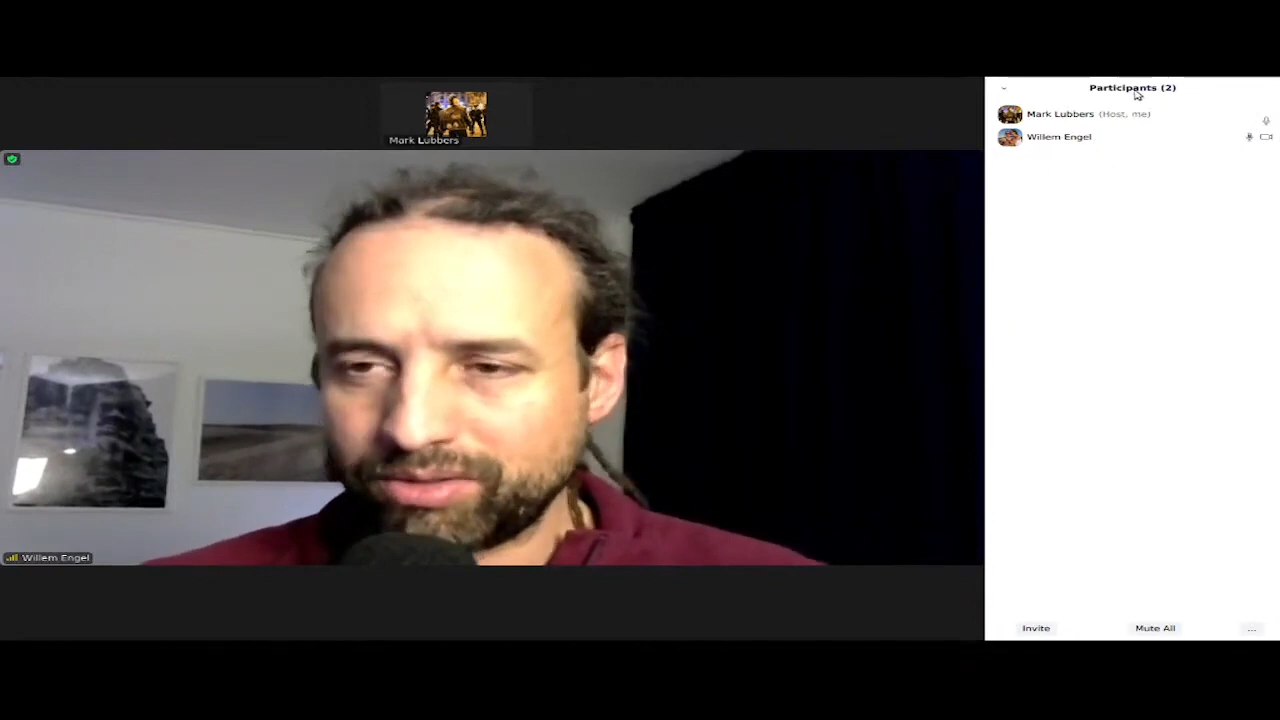 Mark Lubbers
Willem Engel
Participants (2)
Mark Lubbers (Host, me)
Willem Engel
Invite
Mute All
...